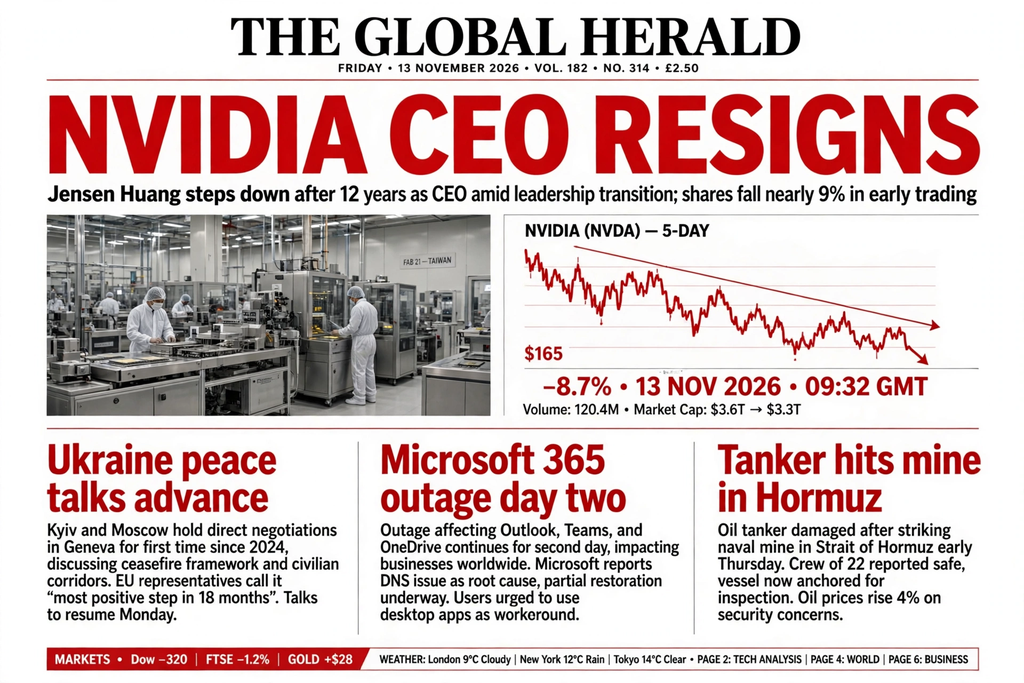 THE GLOBAL HERALD
FRIDAY • 13 NOVEMBER 2026 • VOL. 182 • NO. 314 • £2.50
NVIDIA CEO RESIGNS
Jensen Huang steps down after 12 years as CEO amid leadership transition; shares fall nearly 9% in early trading
FAB 21 — TAIWAN
NVIDIA (NVDA) — 5-DAY
$165
–8.7% • 13 NOV 2026 • 09:32 GMT
Volume: 120.4M • Market Cap: $3.6T → $3.3T
Ukraine peace
talks advance
Kyiv and Moscow hold direct negotiations
in Geneva for first time since 2024,
discussing ceasefire framework and civilian
corridors. EU representatives call it
“most positive step in 18 months”. Talks
to resume Monday.
Microsoft 365
outage day two
Outage affecting Outlook, Teams, and
OneDrive continues for second day, impacting
businesses worldwide. Microsoft reports
DNS issue as root cause, partial restoration
underway. Users urged to use
desktop apps as workeround.
Tanker hits mine
in Hormuz
Oil tanker damaged after striking
naval mine in Strait of Hormuz early
Thursday. Crew of 22 reported safe,
vessel now anchored for
inspection. Oil prices rise 4% on
security concerns.
MARKETS • Dow –320 | FTSE –1.2% | GOLD +$28
WEATHER: London 9°C Cloudy | New York 12°C Rain | Tokyo 14°C Clear • PAGE 2: TECH ANALYSIS | PAGE 4: WORLD | PAGE 6: BUSINESS